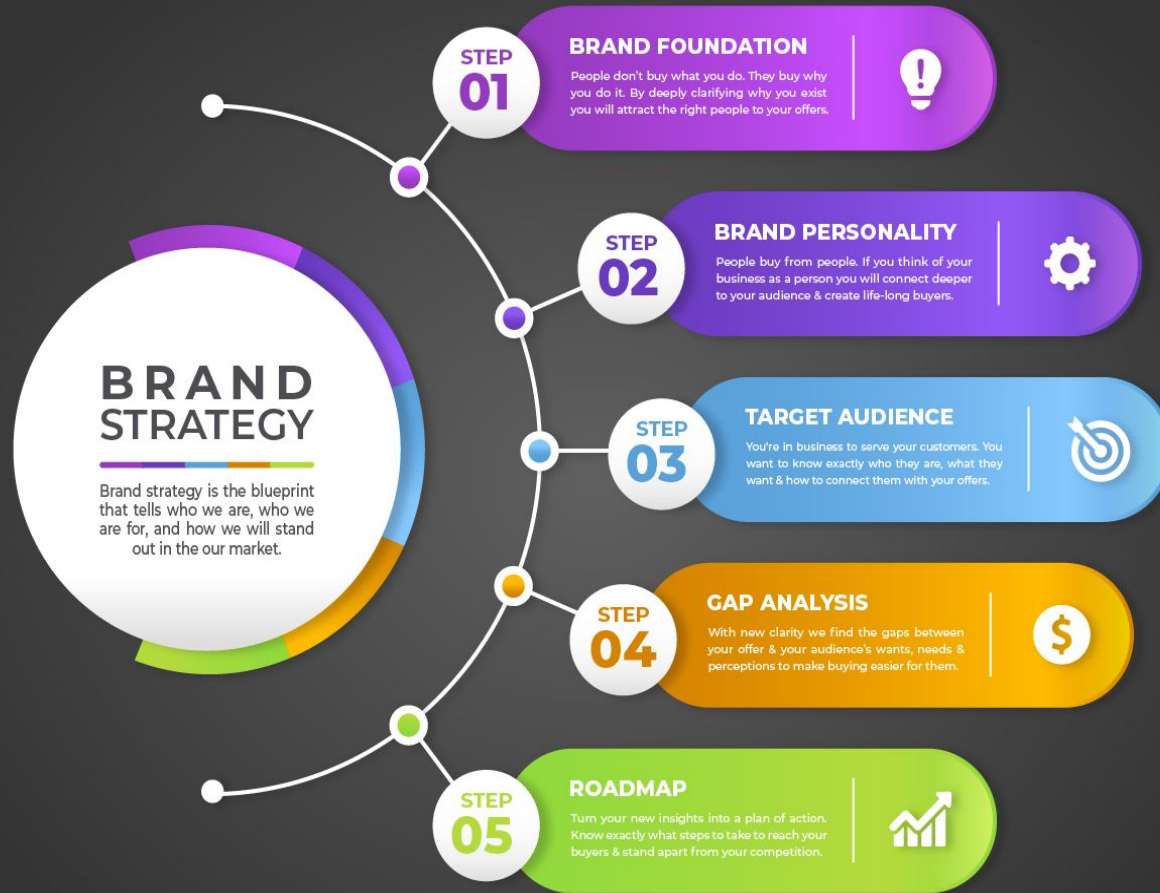 BRAND
STRATEGY
Brand strategy is the blueprint
that tells who we are, who we
are for, and how we will stand
out in the our market.
STEP
01
BRAND FOUNDATION
People don't buy what you do. They buy why
you do it. By deeply clarifying why you exist
you will attract the right people to your offers.
STEP
02
BRAND PERSONALITY
People buy from people. If you think of your
business as a person you will connect deeper
to your audience & create life-long buyers.
STEP
03
TARGET AUDIENCE
You're in business to serve your customers. You
want to know exactly who they are, what they
want & how to connect them with your offers.
STEP
04
GAP ANALYSIS
With new clarity we find the gaps between
your offer & your audience's wants, needs &
perceptions to make buying easier for them.
STEP
05
ROADMAP
Turn your new insights into a plan of action.
Know exactly what steps to take to reach your
buyers & stand apart from your competition.